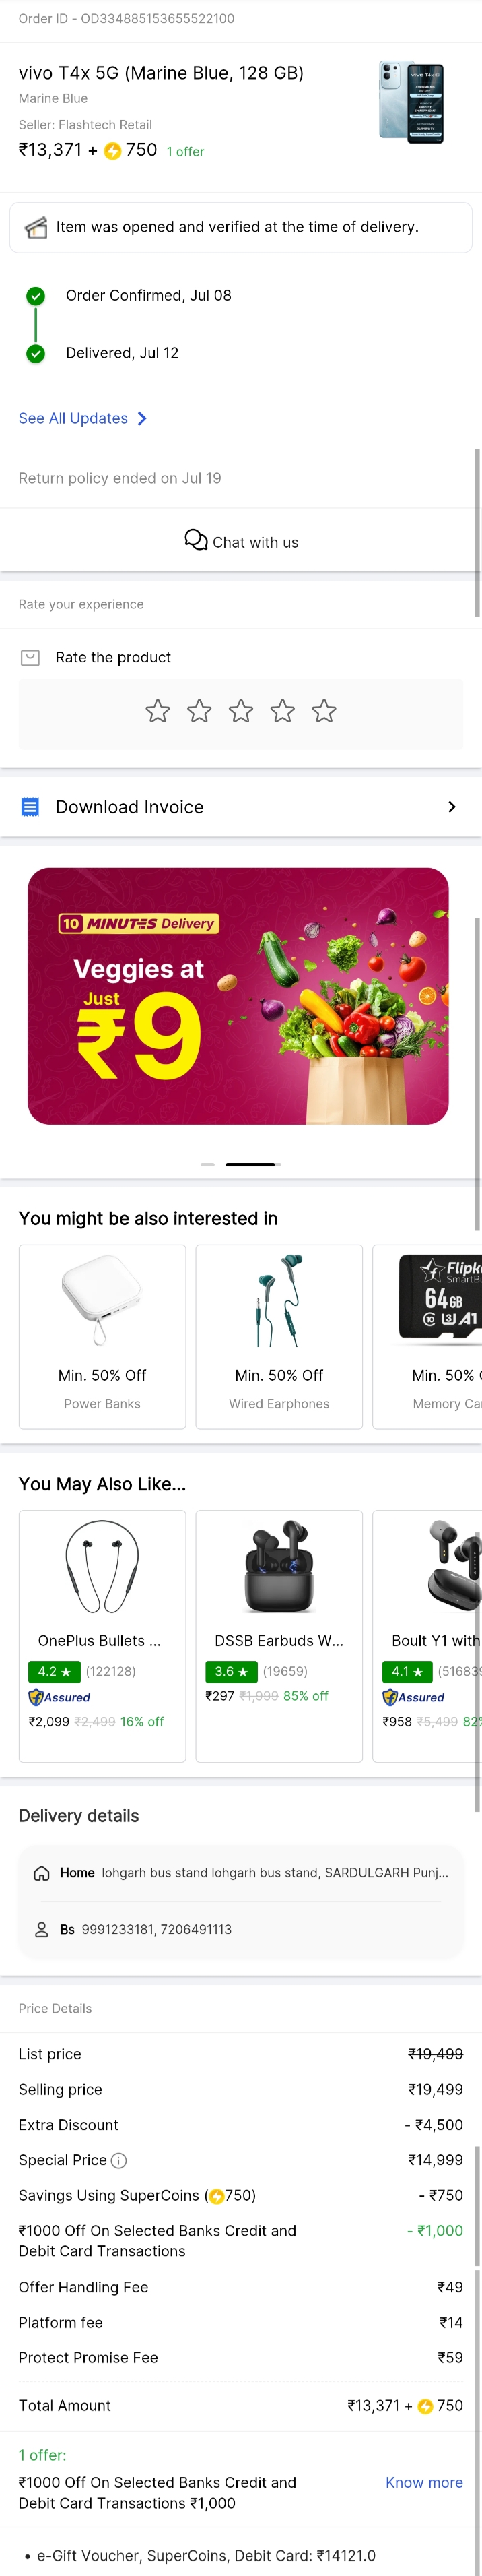 Order ID - OD334885153655522100
vivo T4x 5G (Marine Blue, 128 GB)
Marine Blue
Seller: Flashtech Retail
₹13,371 + 750 1 offer
Item was opened and verified at the time of delivery.
Order Confirmed, Jul 08
Delivered, Jul 12
See All Updates
Return policy ended on Jul 19
Chat with us
Rate your experience
Rate the product
Download Invoice
10 MINUTES Delivery
Veggies at
Just
₹9
You might be also interested in
Flipk
SmartBu
64 GB
Min. 50% Off
Power Banks
Min. 50% Off
Wired Earphones
Min. 50%
Memory Ca
You May Also Like...
OnePlus Bullets ...
4.2 ★ (122128)
Assured
₹2,099 ₹2,499 16% off
DSSB Earbuds W...
3.6 ★ (19659)
₹297 ₹1,999 85% off
Boult Y1 with
4.1 ★ (516839
Assured
₹958 ₹5,499 82%
Delivery details
Home lohgarh bus stand lohgarh bus stand, SARDULGARH Punj...
Bs 9991233181, 7206491113
Price Details
List price ₹19,499
Selling price ₹19,499
Extra Discount - ₹4,500
Special Price ₹14,999
Savings Using SuperCoins (750) - ₹750
₹1000 Off On Selected Banks Credit and - ₹1,000
Debit Card Transactions
Offer Handling Fee ₹49
Platform fee ₹14
Protect Promise Fee ₹59
Total Amount ₹13,371 + 750
1 offer:
₹1000 Off On Selected Banks Credit and Know more
Debit Card Transactions ₹1,000
• e-Gift Voucher, SuperCoins, Debit Card: ₹14121.0